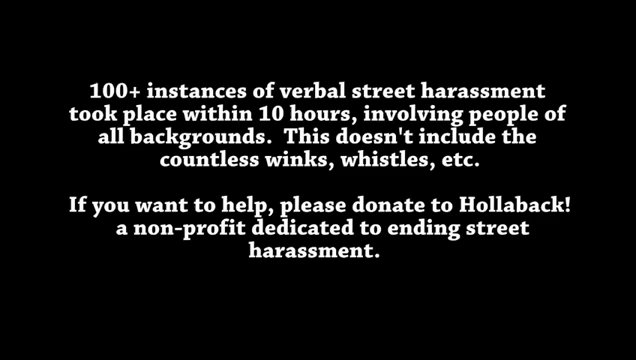 100+ instances of verbal street harassment
took place within 10 hours, involving people of
all backgrounds.  This doesn't include the
countless winks, whistles, etc.
If you want to help, please donate to Hollaback!
a non-profit dedicated to ending street
harassment.